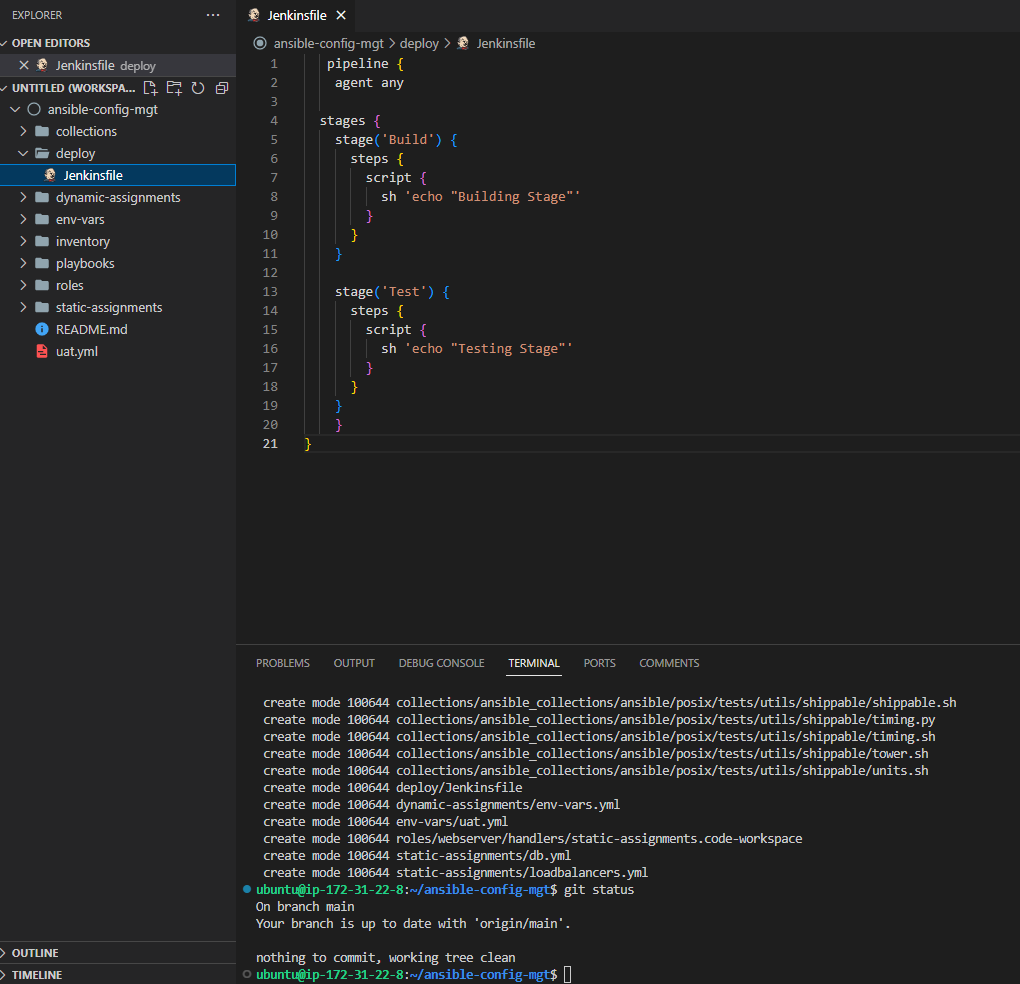 EXPLORER
OPEN EDITORS
Jenkinsfile deploy
UNTITLED (WORKSPA...
ansible-config-mgt
collections
deploy
Jenkinsfile
dynamic-assignments
env-vars
inventory
playbooks
roles
static-assignments
README.md
uat.yml
OUTLINE
TIMELINE
Jenkinsfile
ansible-config-mgt > deploy > Jenkinsfile
1 pipeline {
2 agent any
3
4 stages {
5 stage('Build') {
6 steps {
7 script {
8 sh 'echo "Building Stage"'
9 }
10 }
11 }
12
13 stage('Test') {
14 steps {
15 script {
16 sh 'echo "Testing Stage"'
17 }
18 }
19 }
20 }
21 }
PROBLEMS OUTPUT DEBUG CONSOLE TERMINAL PORTS COMMENTS
create mode 100644 collections/ansible_collections/ansible/posix/tests/utils/shippable/shippable.sh
create mode 100644 collections/ansible_collections/ansible/posix/tests/utils/shippable/timing.py
create mode 100644 collections/ansible_collections/ansible/posix/tests/utils/shippable/timing.sh
create mode 100644 collections/ansible_collections/ansible/posix/tests/utils/shippable/tower.sh
create mode 100644 collections/ansible_collections/ansible/posix/tests/utils/shippable/units.sh
create mode 100644 deploy/Jenkinsfile
create mode 100644 dynamic-assignments/env-vars.yml
create mode 100644 env-vars/uat.yml
create mode 100644 roles/webserver/handlers/static-assignments.code-workspace
create mode 100644 static-assignments/db.yml
create mode 100644 static-assignments/loadbalancers.yml
ubuntu@ip-172-31-22-8:~/ansible-config-mgt$ git status
On branch main
Your branch is up to date with 'origin/main'.
nothing to commit, working tree clean
ubuntu@ip-172-31-22-8:~/ansible-config-mgt$